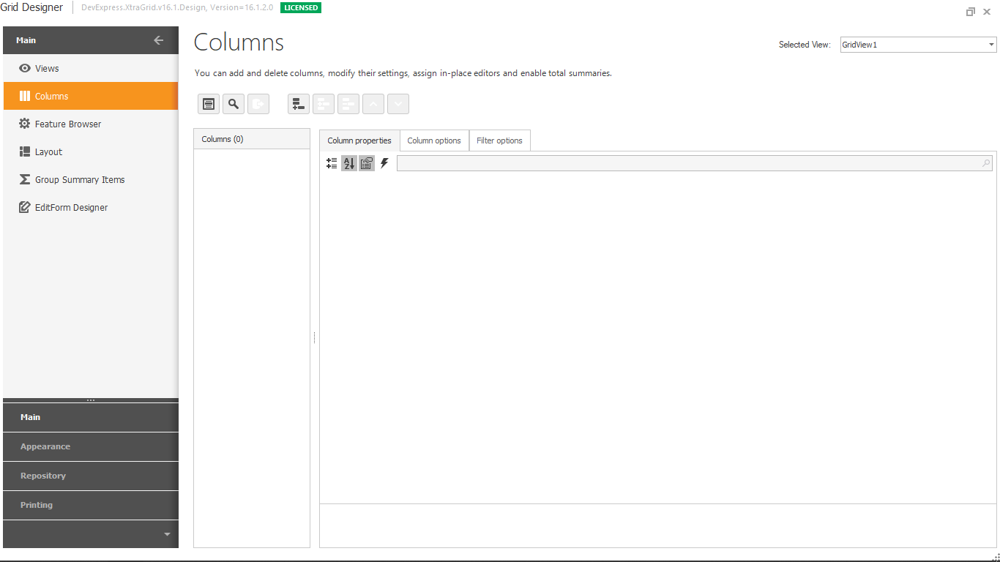 Grid Designer
DevExpress.XtraGrid.v16.1.Design, Version=16.1.2.0
LICENSED
Main
Views
Columns
Feature Browser
Layout
Group Summary Items
EditForm Designer
Main
Appearance
Repository
Printing
Columns
Selected View:
GridView1
You can add and delete columns, modify their settings, assign in-place editors and enable total summaries.
Columns (0)
Column properties
Column options
Filter options